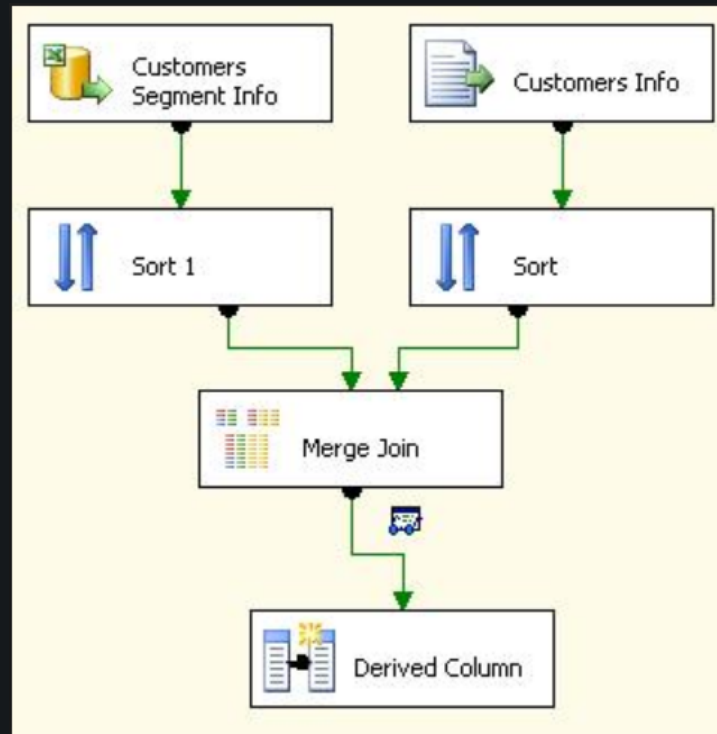 Customers
Segment Info
Customers Info
Sort 1
Sort
Merge Join
Derived Column